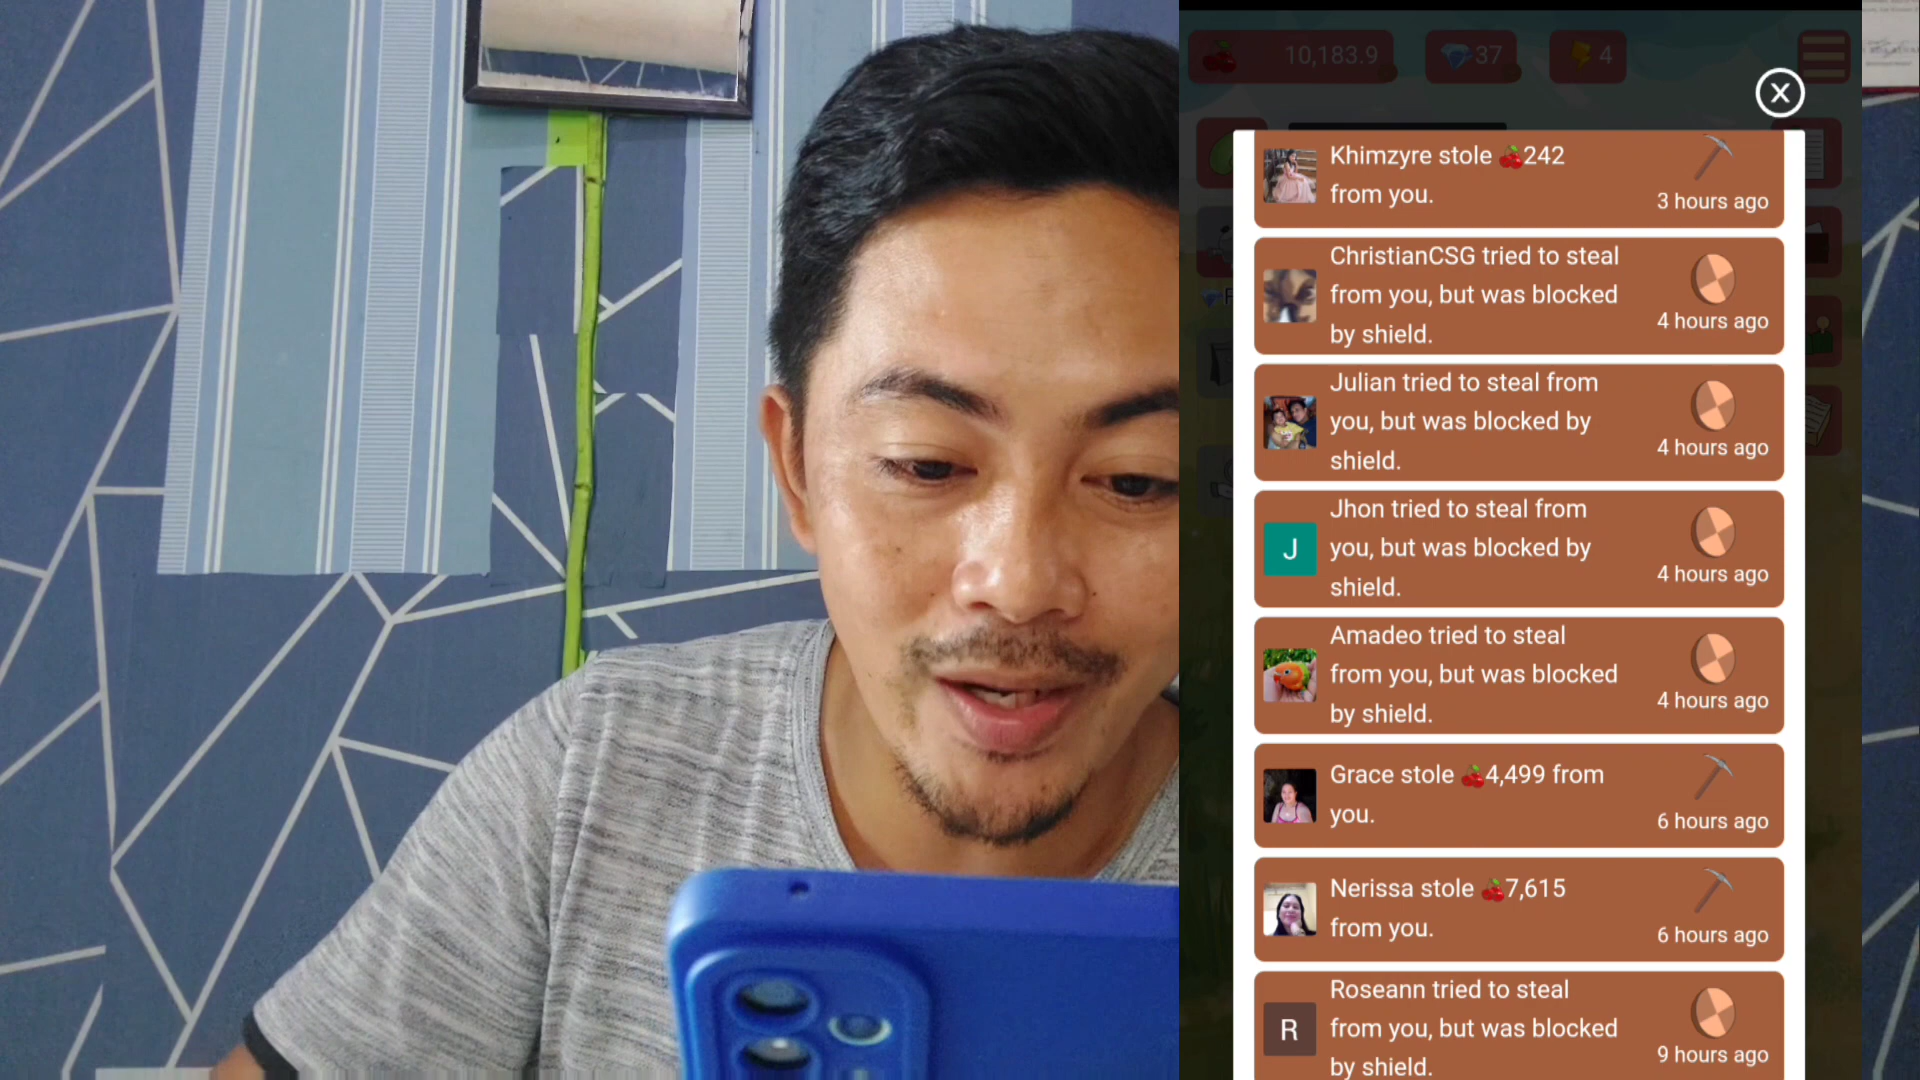 10,183.9
37
4
Khimzyre stole 242
from you.
3 hours ago
ChristianCSG tried to steal
from you, but was blocked
by shield.
4 hours ago
Julian tried to steal from
you, but was blocked by
shield.
4 hours ago
J
Jhon tried to steal from
you, but was blocked by
shield.
4 hours ago
Amadeo tried to steal
from you, but was blocked
by shield.
4 hours ago
Grace stole 4,499 from
you.
6 hours ago
Nerissa stole 7,615
from you.
6 hours ago
R
Roseann tried to steal
from you, but was blocked
by shield.
9 hours ago